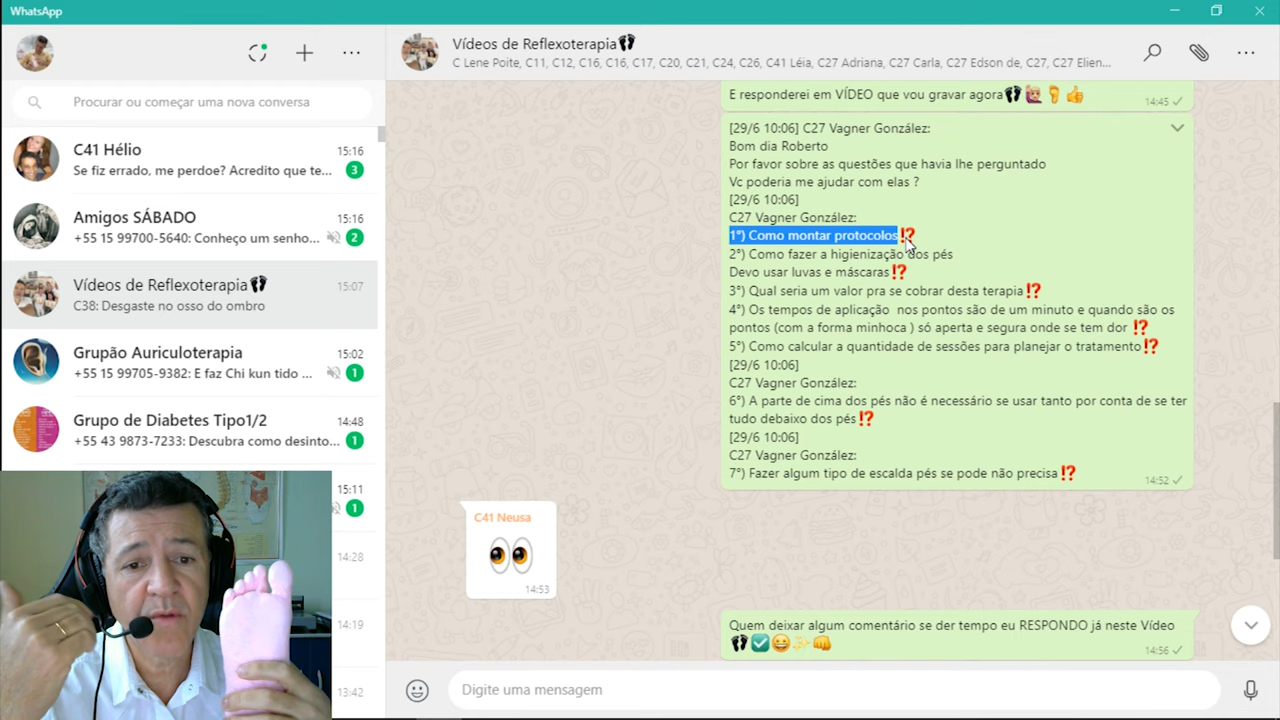 WhatsApp
Procurar ou começar uma nova conversa
C41 Hélio
15:16
Se fiz errado, me perdoe? Acredito que te...
3
Amigos SÁBADO
15:16
+55 15 99700-5640: Conheço um senho...
2
Vídeos de Reflexoterapia👣
15:07
C38: Desgaste no osso do ombro
Grupão Auriculoterapia
15:02
+55 15 99705-9382: E faz Chi kun tido ...
1
Grupo de Diabetes Tipo1/2
14:48
+55 43 9873-7233: Descubra como desinto...
1
15:11
1
14:28
14:19
13:42
Vídeos de Reflexoterapia👣
C Lene Poite, C11, C12, C16, C16, C17, C20, C21, C24, C26, C41 Léia, C27 Adriana, C27 Carla, C27 Edson de, C27, C27 Elien...
E responderei em VÍDEO que vou gravar agora👣🙋🏼🦶👍
14:45
[29/6 10:06] C27 Vagner González:
Bom dia Roberto
Por favor sobre as questões que havia lhe perguntado
Vc poderia me ajudar com elas ?
[29/6 10:06]
C27 Vagner González:
1°) Como montar protocolos⁉️
2°) Como fazer a higienização dos pés
Devo usar luvas e máscaras⁉️
3°) Qual seria um valor pra se cobrar desta terapia⁉️
4°) Os tempos de aplicação nos pontos são de um minuto e quando são os
pontos (com a forma minhoca ) só aperta e segura onde se tem dor ⁉️
5°) Como calcular a quantidade de sessões para planejar o tratamento⁉️
[29/6 10:06]
C27 Vagner González:
6°) A parte de cima dos pés não é necessário se usar tanto por conta de se ter
tudo debaixo dos pés⁉️
[29/6 10:06]
C27 Vagner González:
7°) Fazer algum tipo de escalda pés se pode não precisa⁉️
14:52
C41 Neusa
👀
14:53
Quem deixar algum comentário se der tempo eu RESPONDO já neste Vídeo
👣✅😀✨👊
14:56
Digite uma mensagem